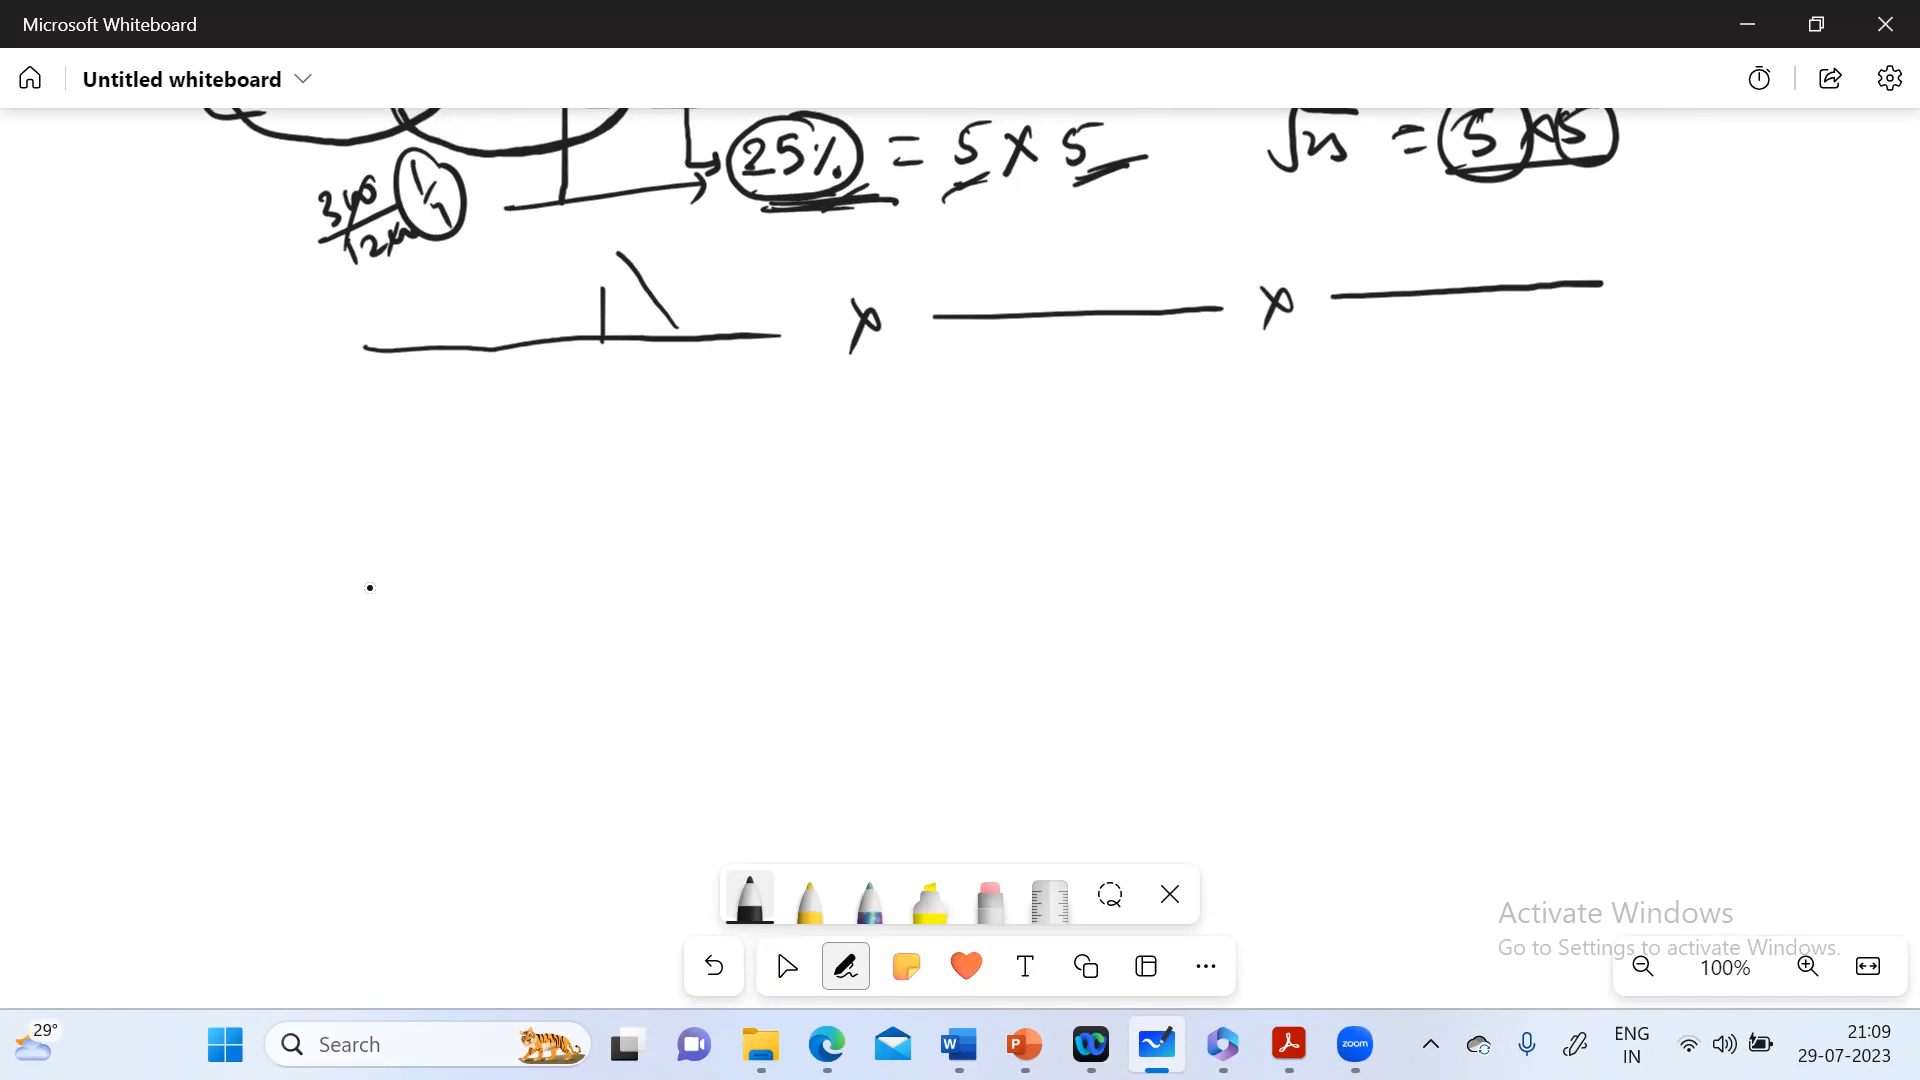 Microsoft Whiteboard
Untitled whiteboard
25% = 5 × 5
√25 = 5 × 5
× ×
Activate Windows
Go to Settings to activate Windows.
100%
29°
Search
zoom
ENG
IN
21:09
29-07-2023